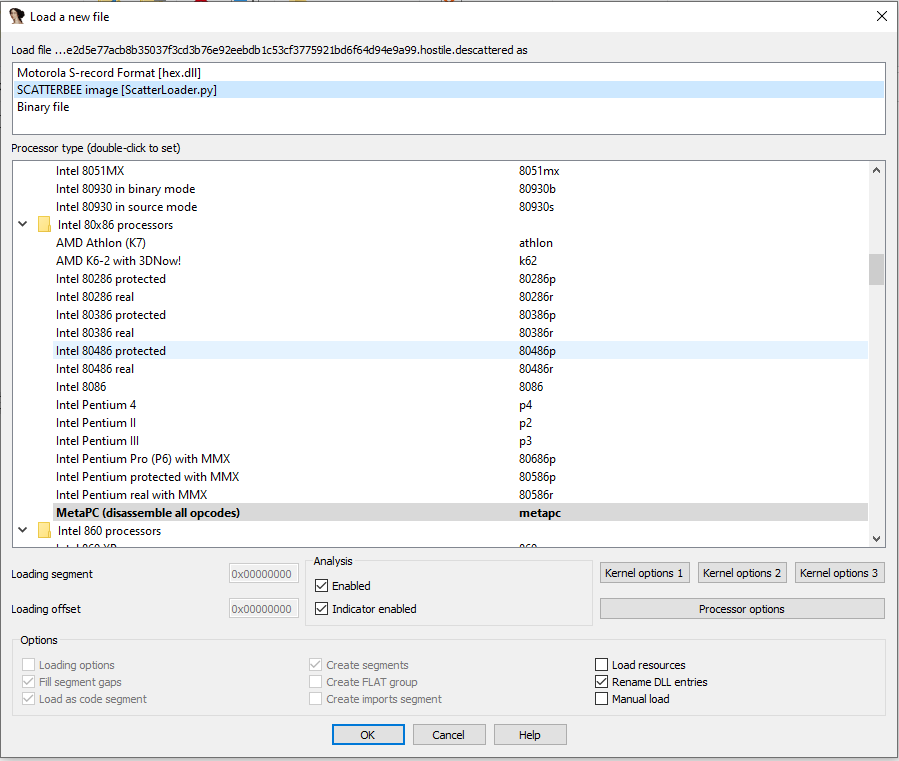 Load a new file
Load file ...e2d5e77acb8b35037f3cd3b76e92eebdb1c53cf3775921bd6f64d94e9a99.hostile.descattered as
Motorola S-record Format [hex.dll]
SCATTERBEE image [ScatterLoader.py]
Binary file
Processor type (double-click to set)
Intel 8051MX 8051mx
Intel 80930 in binary mode 80930b
Intel 80930 in source mode 80930s
Intel 80x86 processors
AMD Athlon (K7) athlon
AMD K6-2 with 3DNow! k62
Intel 80286 protected 80286p
Intel 80286 real 80286r
Intel 80386 protected 80386p
Intel 80386 real 80386r
Intel 80486 protected 80486p
Intel 80486 real 80486r
Intel 8086 8086
Intel Pentium 4 p4
Intel Pentium II p2
Intel Pentium III p3
Intel Pentium Pro (P6) with MMX 80686p
Intel Pentium protected with MMX 80586p
Intel Pentium real with MMX 80586r
MetaPC (disassemble all opcodes) metapc
Intel 860 processors
Intel 860 XP 860
Loading segment 0x00000000
Loading offset 0x00000000
Analysis
Enabled
Indicator enabled
Kernel options 1 Kernel options 2 Kernel options 3
Processor options
Options
Loading options Create segments Load resources
Fill segment gaps Create FLAT group Rename DLL entries
Load as code segment Create imports segment Manual load
OK Cancel Help